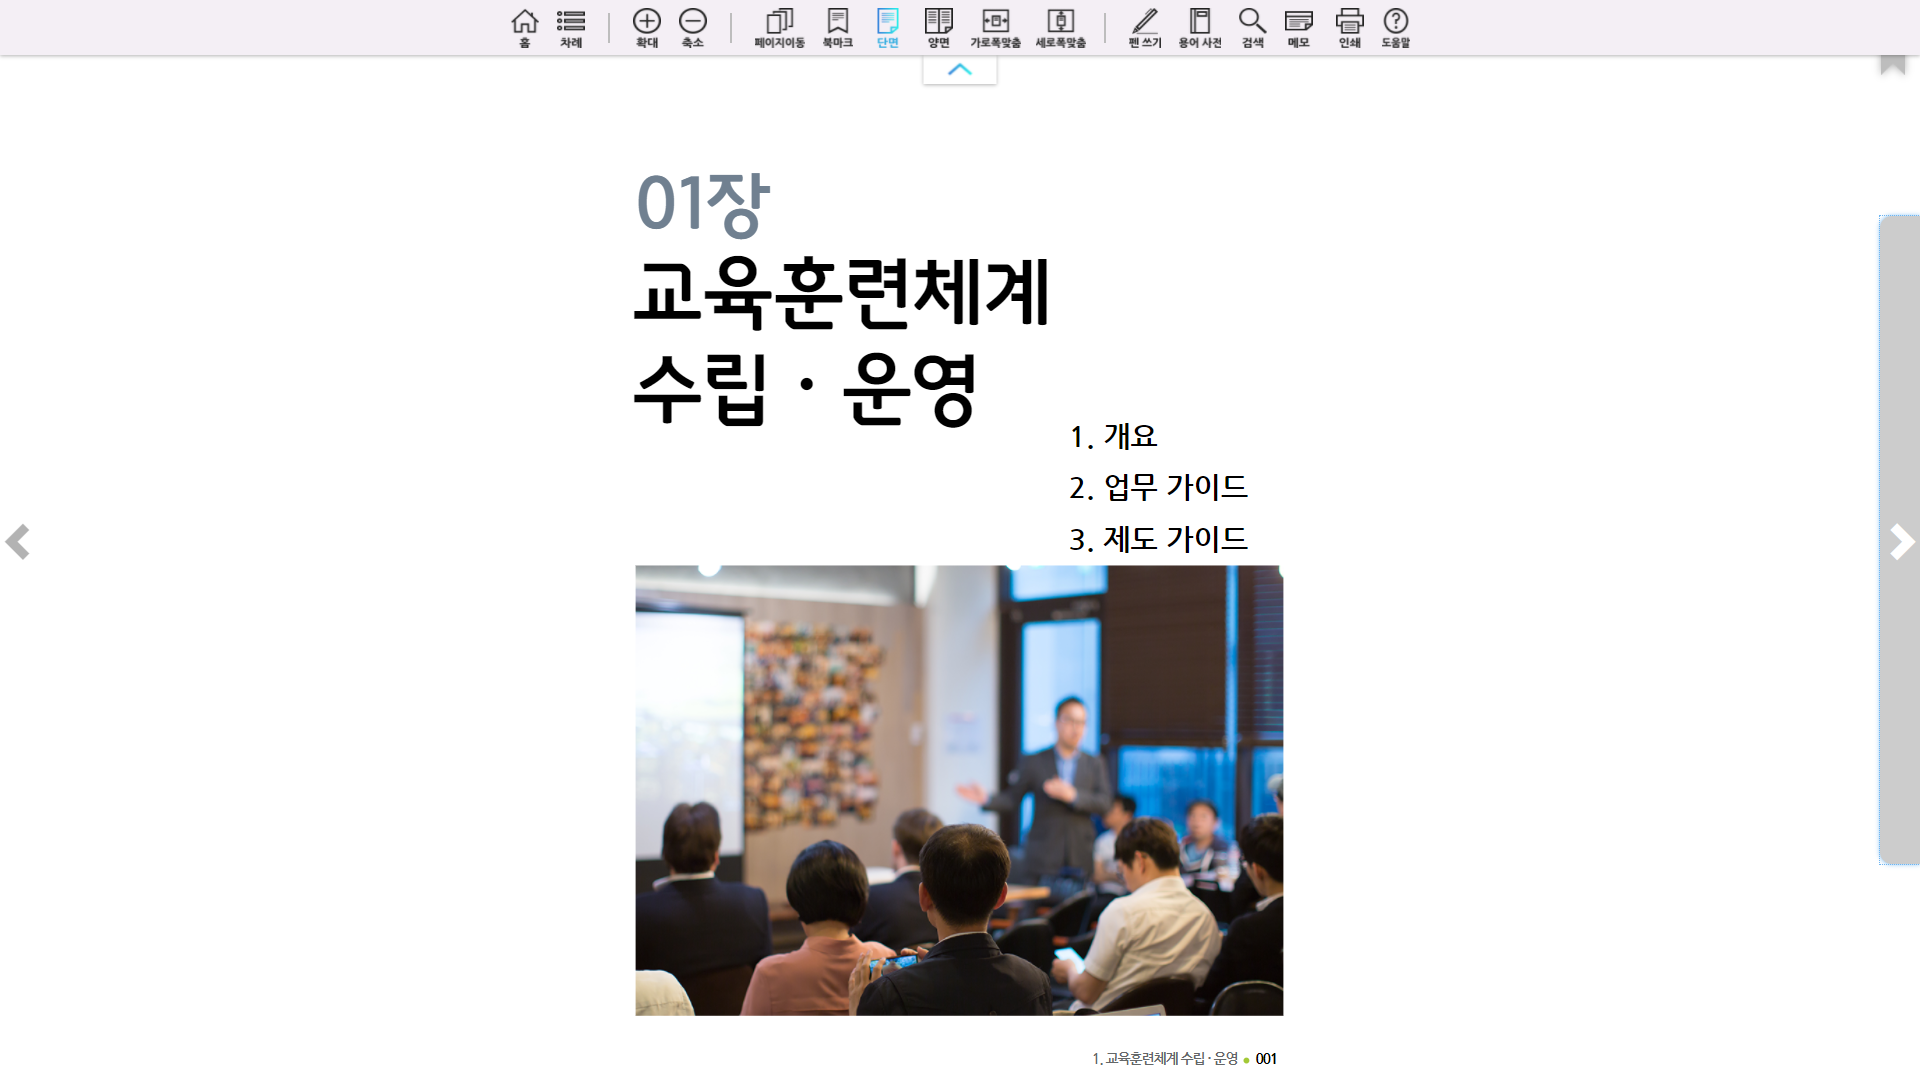 홈 차례 확대 축소 페이지이동 북마크 단면 양면 가로폭맞춤 세로폭맞춤 펜 쓰기 용어 사전 검색 메모 인쇄 도움말
01장
교육훈련체계
수립 · 운영
1. 개요
2. 업무 가이드
3. 제도 가이드
1. 교육훈련체계 수립 · 운영 ● 001